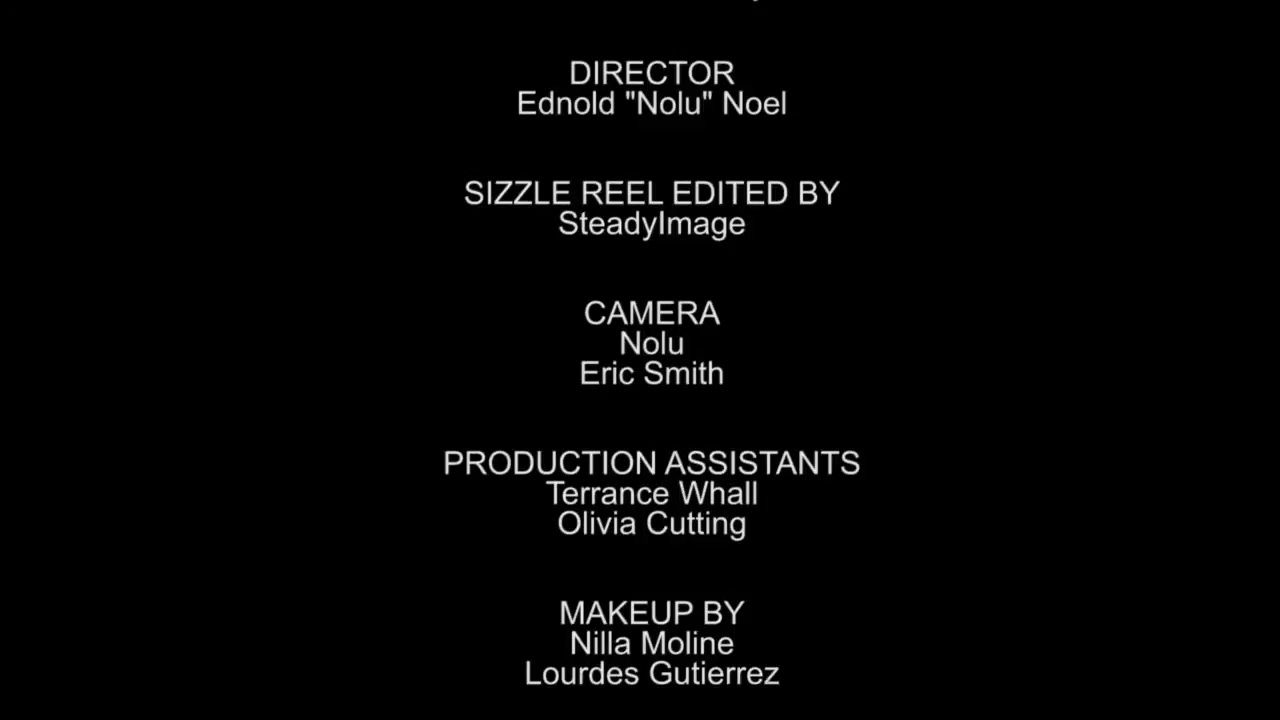 DIRECTOR
Ednold "Nolu" Noel
SIZZLE REEL EDITED BY
SteadyImage
CAMERA
Nolu
Eric Smith
PRODUCTION ASSISTANTS
Terrance Whall
Olivia Cutting
MAKEUP BY
Nilla Moline
Lourdes Gutierrez